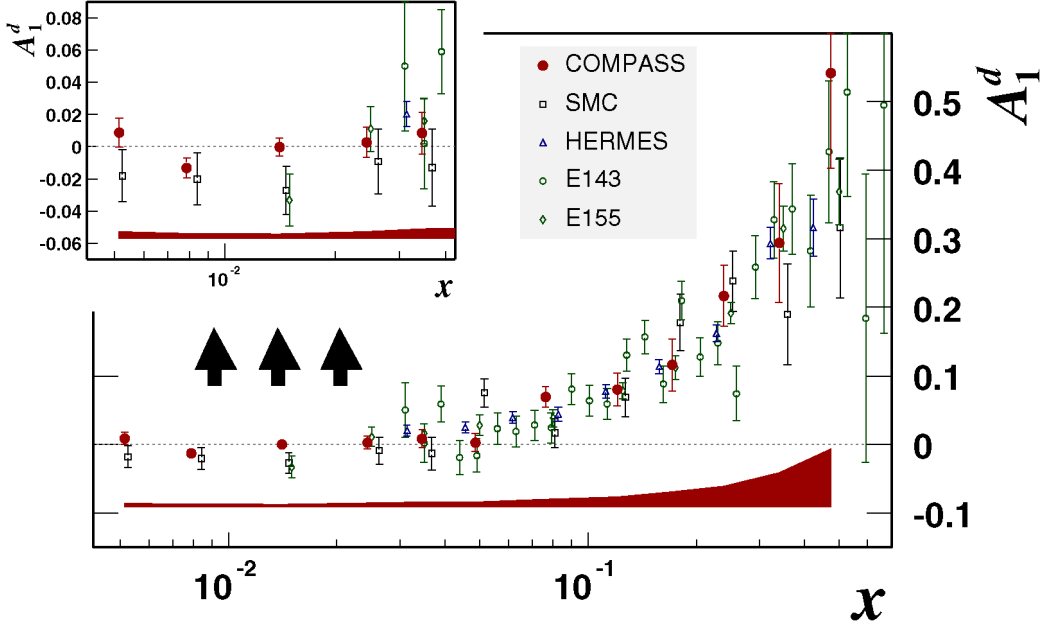 A₁ᵈ
0.08
0.06
0.04
0.02
0
-0.02
-0.04
-0.06
10⁻²
x
COMPASS
SMC
HERMES
E143
E155
A₁ᵈ
0.5
0.4
0.3
0.2
0.1
0
-0.1
10⁻²
10⁻¹
x